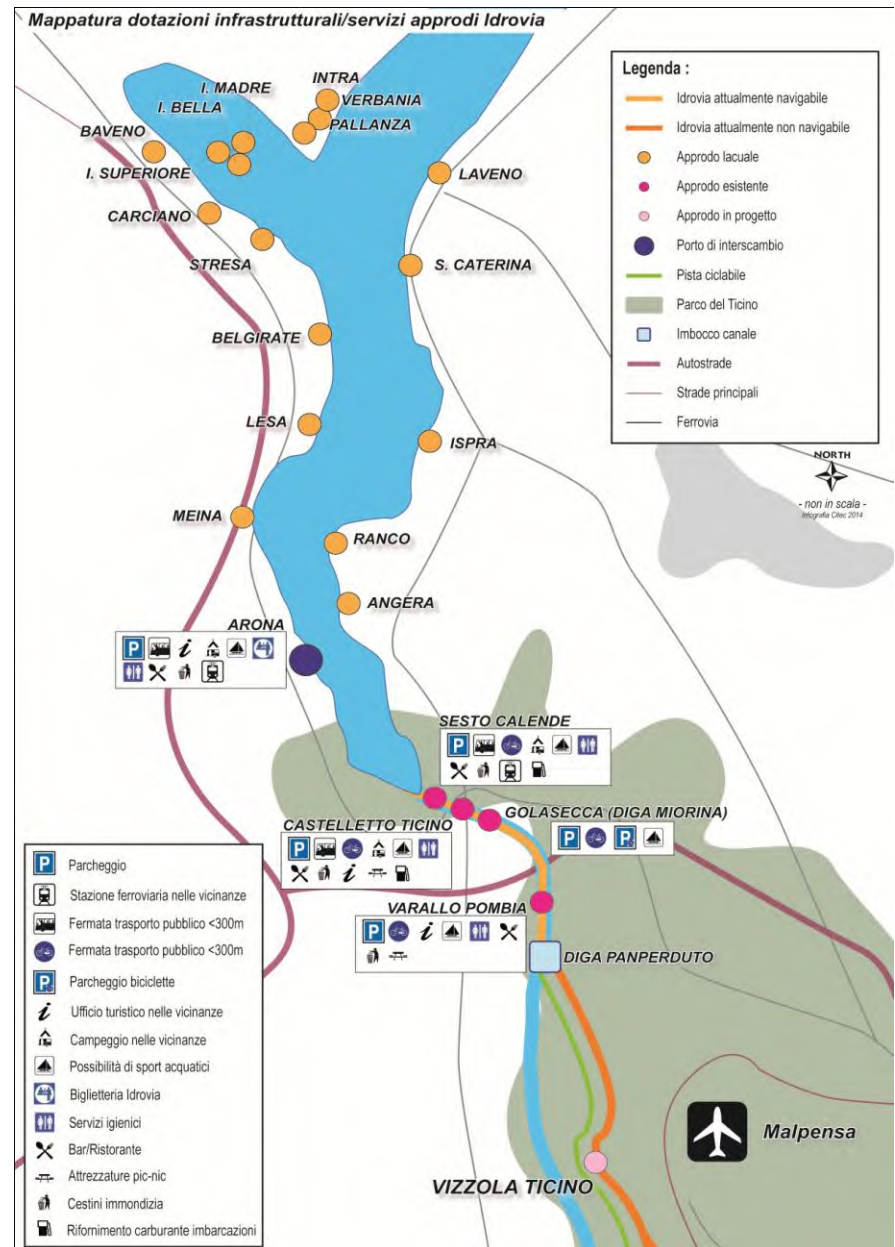 Mappatura dotazioni infrastrutturali/servizi approdi Idrovia
INTRA
I. MADRE
VERBANIA
I. BELLA
PALLANZA
BAVENO
I. SUPERIORE
LAVENO
CARCIANO
STRESA
S. CATERINA
BELGIRATE
LESA
ISPRA
MEINA
RANCO
ANGERA
ARONA
SESTO CALENDE
CASTELLETTO TICINO
GOLASECCA (DIGA MIORINA)
VARALLO POMBIA
DIGA PANPERDUTO
Malpensa
VIZZOLA TICINO
Legenda :
Idrovia attualmente navigabile
Idrovia attualmente non navigabile
Approdo lacuale
Approdo esistente
Approdo in progetto
Porto di interscambio
Pista ciclabile
Parco del Ticino
Imbocco canale
Autostrade
Strade principali
Ferrovia
NORTH
- non in scala -
Infografia Citec 2014
P Parcheggio
Stazione ferroviaria nelle vicinanze
Fermata trasporto pubblico <300m
Fermata trasporto pubblico <300m
P Parcheggio biciclette
i Ufficio turistico nelle vicinanze
Campeggio nelle vicinanze
Possibilità di sport acquatici
Biglietteria Idrovia
Servizi igienici
Bar/Ristorante
Attrezzature pic-nic
Cestini immondizia
Rifornimento carburante imbarcazioni